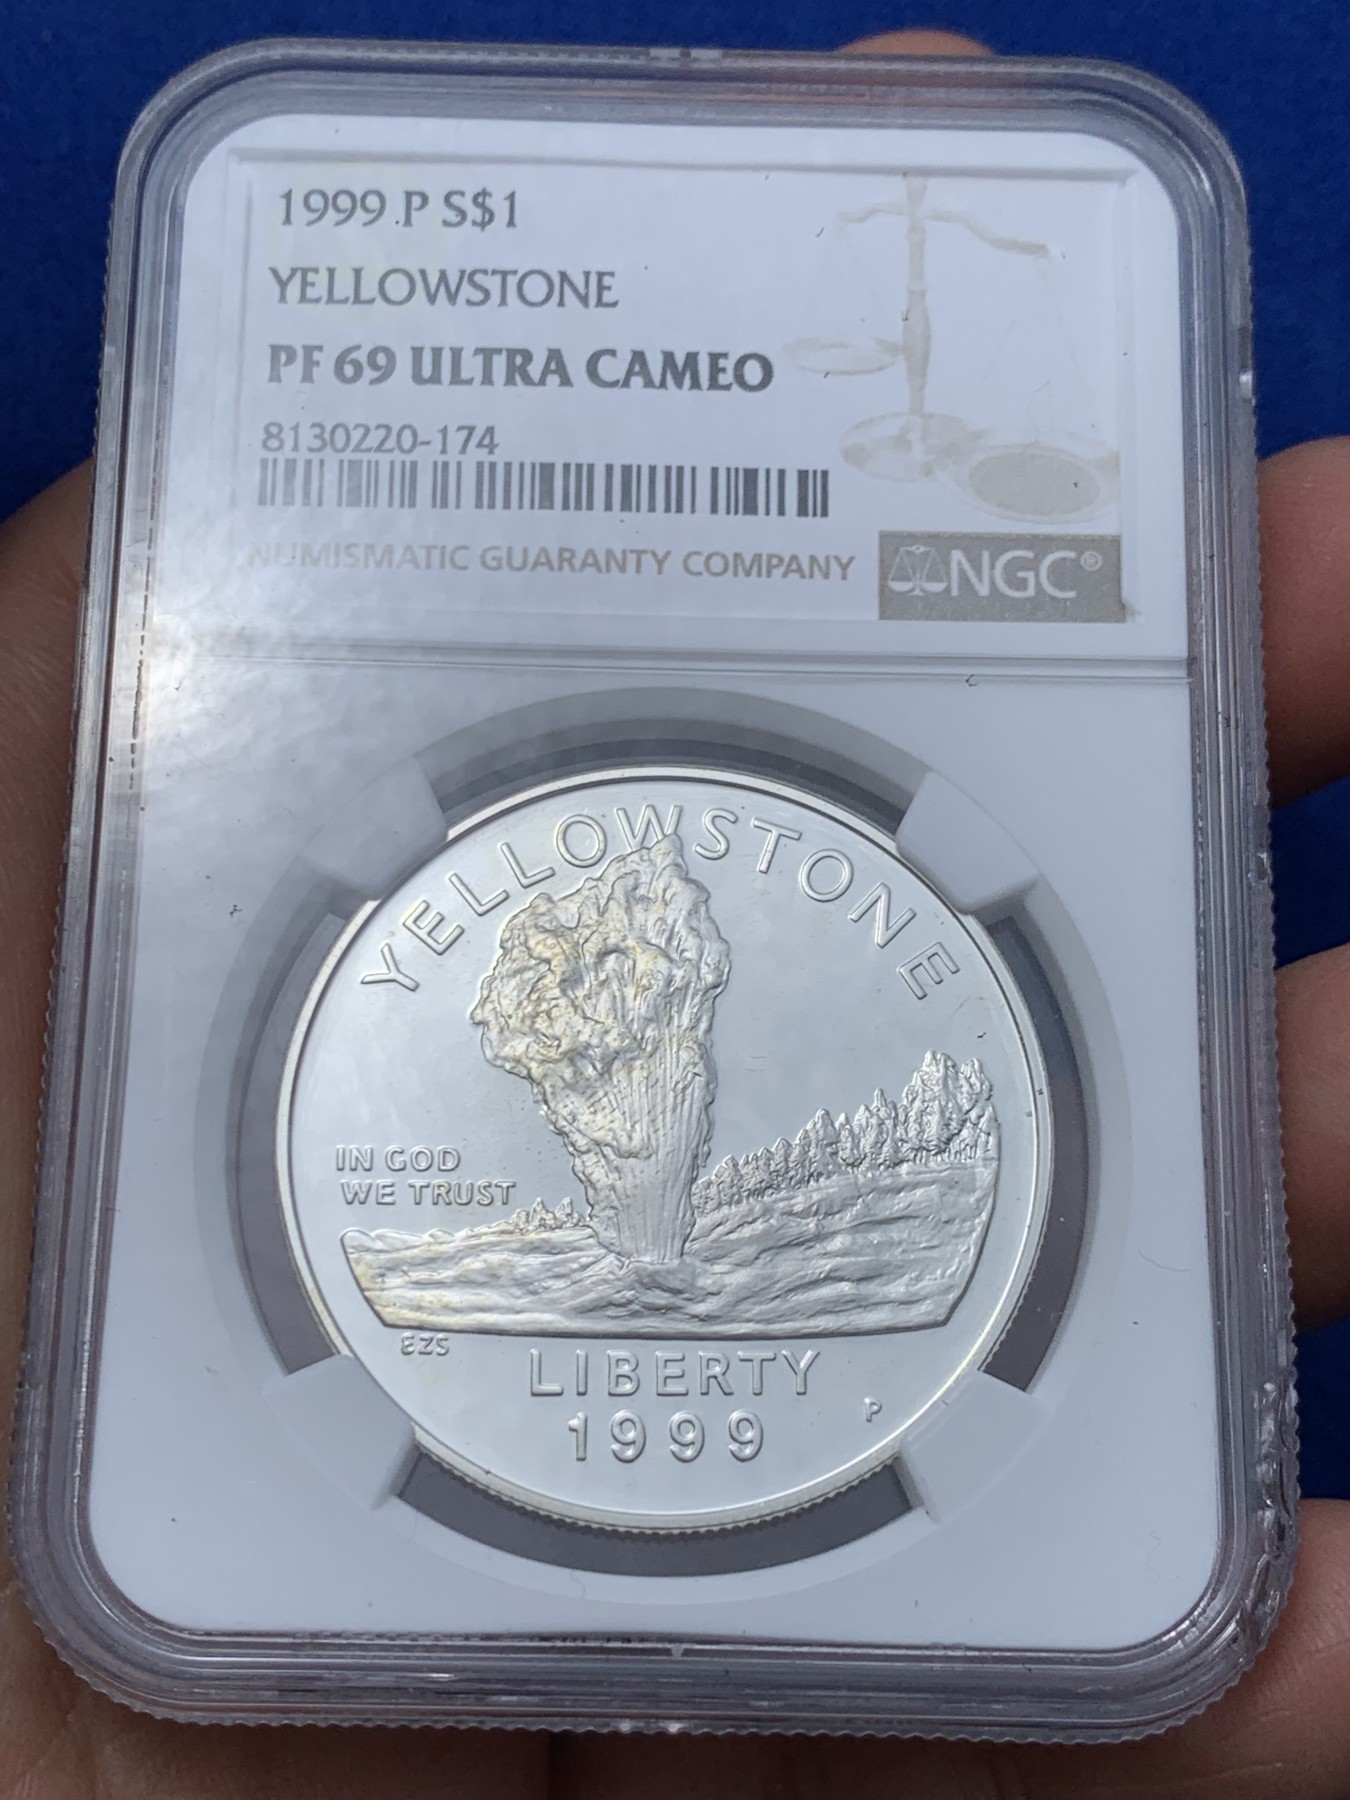 1999 P S$1
YELLOWSTONE
PF 69 ULTRA CAMEO
8130220-174
NUMISMATIC GUARANTY COMPANY
NGC®
YELLOWSTONE
IN GOD
WE TRUST
EZS
LIBERTY
P
1999